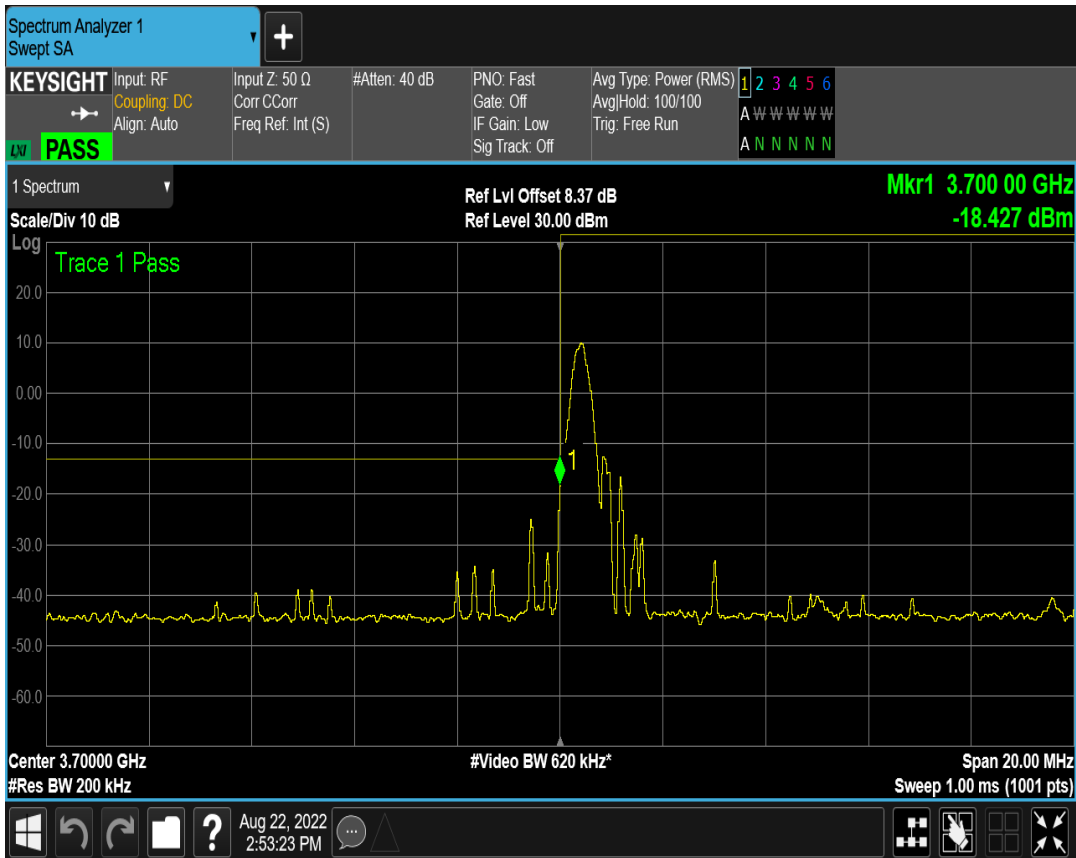 Spectrum Analyzer 1
Swept SA
+
KEYSIGHT
LXI PASS
Input: RF
Coupling: DC
Align: Auto
Input Z: 50 Ω
Corr CCorr
Freq Ref: Int (S)
#Atten: 40 dB
PNO: Fast
Gate: Off
IF Gain: Low
Sig Track: Off
Avg Type: Power (RMS)
Avg|Hold: 100/100
Trig: Free Run
1 2 3 4 5 6
A W W W W W
A N N N N N
1 Spectrum
Scale/Div 10 dB
Ref Lvl Offset 8.37 dB
Ref Level 30.00 dBm
Mkr1 3.700 00 GHz
-18.427 dBm
Log
Trace 1 Pass
20.0
10.0
0.00
-10.0
1
-20.0
-30.0
-40.0
-50.0
-60.0
Center 3.70000 GHz
#Video BW 620 kHz*
Span 20.00 MHz
#Res BW 200 kHz
Sweep 1.00 ms (1001 pts)
?
Aug 22, 2022
2:53:23 PM